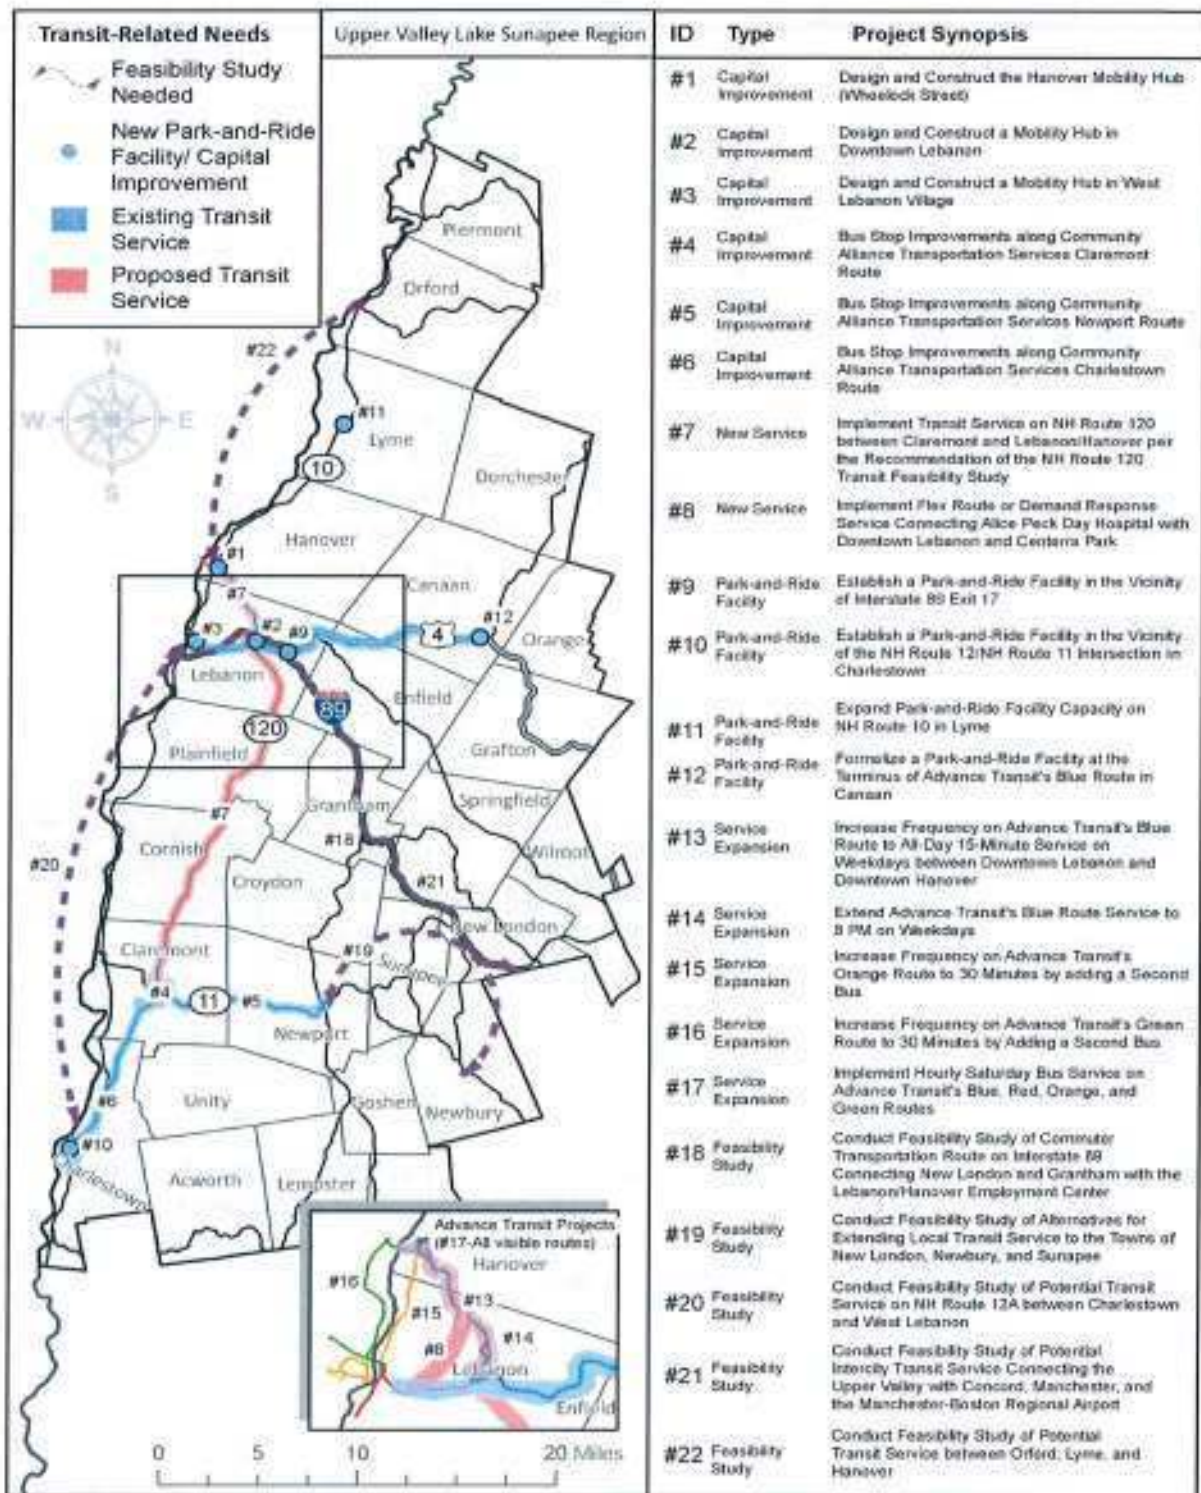 Transit-Related Needs
Feasibility Study
Needed
New Park-and-Ride
Facility/ Capital
Improvement
Existing Transit
Service
Proposed Transit
Service
Upper Valley Lake Sunapee Region
N
W
E
S
Piermont
Orford
#22
#11
Lyme
10
Dorchester
Hanover
#1
Canaan
#7
#3
#2
#9
4
#12
Orange
Lebanon
Enfield
89
120
Plainfield
Grafton
Grantham
Springfield
#7
#18
Cornish
Wilmot
#20
Croydon
#21
New London
Claremont
#19
Sunapee
#4
11
#5
Newport
#6
Unity
Goshen
Newbury
#10
Charlestown
Acworth
Lempster
Advance Transit Projects
(#17-All visible routes)
Hanover
#16
#15
#13
#14
#8
Lebanon
Enfield
0 5 10 20 Miles
ID Type Project Synopsis
#1 Capital Improvement Design and Construct the Hanover Mobility Hub
(Wheelock Street)
#2 Capital Improvement Design and Construct a Mobility Hub in
Downtown Lebanon
#3 Capital Improvement Design and Construct a Mobility Hub in West
Lebanon Village
#4 Capital Improvement Bus Stop Improvements along Community
Alliance Transportation Services Claremont
Route
#5 Capital Improvement Bus Stop Improvements along Community
Alliance Transportation Services Newport Route
#6 Capital Improvement Bus Stop Improvements along Community
Alliance Transportation Services Charlestown
Route
#7 New Service Implement Transit Service on NH Route 120
between Claremont and Lebanon/Hanover per
the Recommendation of the NH Route 120
Transit Feasibility Study
#8 New Service Implement Flex Route or Demand Response
Service Connecting Alice Peck Day Hospital with
Downtown Lebanon and Centerra Park
#9 Park-and-Ride Facility Establish a Park-and-Ride Facility in the Vicinity
of Interstate 89 Exit 17
#10 Park-and-Ride Facility Establish a Park-and-Ride Facility in the Vicinity
of the NH Route 12/NH Route 11 Intersection in
Charlestown
#11 Park-and-Ride Facility Expand Park-and-Ride Facility Capacity on
NH Route 10 in Lyme
#12 Park-and-Ride Facility Formalize a Park-and-Ride Facility at the
Terminus of Advance Transit's Blue Route in
Canaan
#13 Service Expansion Increase Frequency on Advance Transit's Blue
Route to All-Day 15-Minute Service on
Weekdays between Downtown Lebanon and
Downtown Hanover
#14 Service Expansion Extend Advance Transit's Blue Route Service to
8 PM on Weekdays
#15 Service Expansion Increase Frequency on Advance Transit's
Orange Route to 30 Minutes by adding a Second
Bus
#16 Service Expansion Increase Frequency on Advance Transit's Green
Route to 30 Minutes by Adding a Second Bus
#17 Service Expansion Implement Hourly Saturday Bus Service on
Advance Transit's Blue, Red, Orange, and
Green Routes
#18 Feasibility Study Conduct Feasibility Study of Commuter
Transportation Route on Interstate 89
Connecting New London and Grantham with the
Lebanon/Hanover Employment Center
#19 Feasibility Study Conduct Feasibility Study of Alternatives for
Extending Local Transit Service to the Towns of
New London, Newbury, and Sunapee
#20 Feasibility Study Conduct Feasibility Study of Potential Transit
Service on NH Route 12A between Charlestown
and West Lebanon
#21 Feasibility Study Conduct Feasibility Study of Potential
Intercity Transit Service Connecting the
Upper Valley with Concord, Manchester, and
the Manchester-Boston Regional Airport
#22 Feasibility Study Conduct Feasibility Study of Potential
Transit Service between Orford, Lyme, and
Hanover